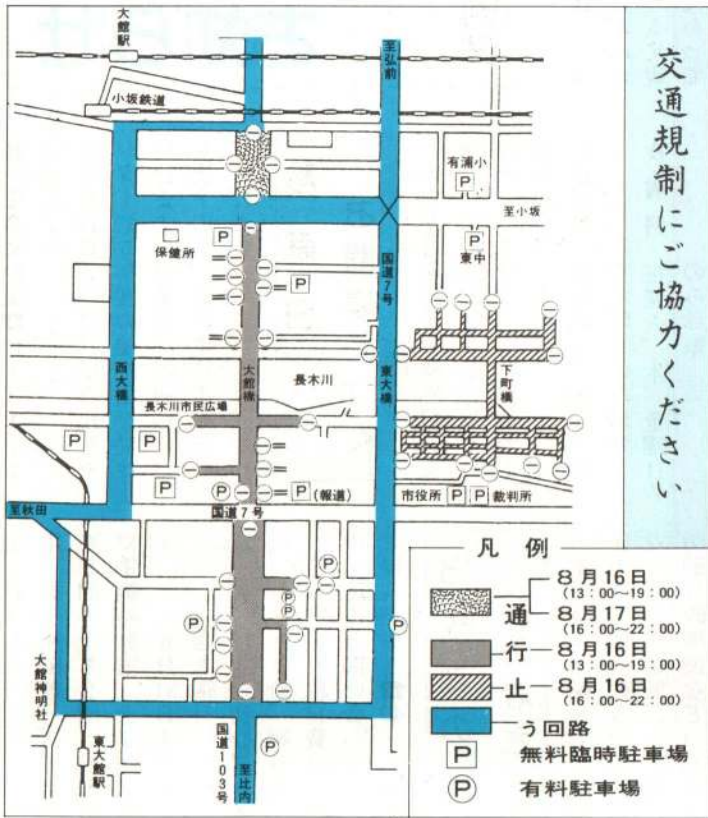 交通規制にご協力ください
大館駅
小坂鉄道
至弘前
有浦小
P
至小坂
P
東中
保健所
P
P
国道7号
西大橋
大館橋
長木川
東大橋
下町橋
長木川市民広場
P
P
P
P
P
(報道)
市役所
P
P
裁判所
至秋田
国道7号
P
P
P
P
P
大館神明社
東大館駅
国道103号
至比内
P
凡例
通行止
8月16日
(13:00~19:00)
8月17日
(16:00~22:00)
8月16日
(13:00~19:00)
8月16日
(16:00~22:00)
う回路
P
無料臨時駐車場
P
有料駐車場